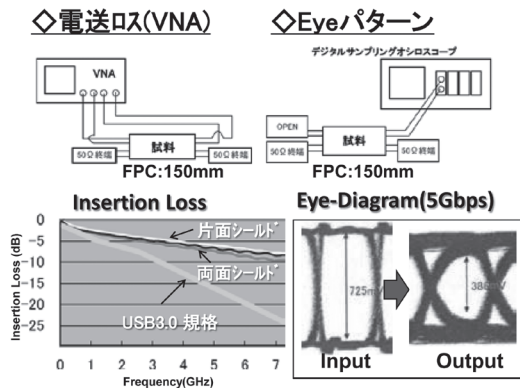 ◇電送ロス(VNA)
◇Eyeパターン
デジタルサンプリングオシロスコープ
VNA
試料
50Ω終端
50Ω終端
FPC:150mm
OPEN
50Ω終端
試料
50Ω終端
FPC:150mm
Insertion Loss
Insertion Loss (dB)
0
-5
-10
-15
-20
-25
片面シールド
両面シールド
USB3.0 規格
0 1 2 3 4 5 6 7
Frequency(GHz)
Eye-Diagram(5Gbps)
725mV
386mV
Input
Output